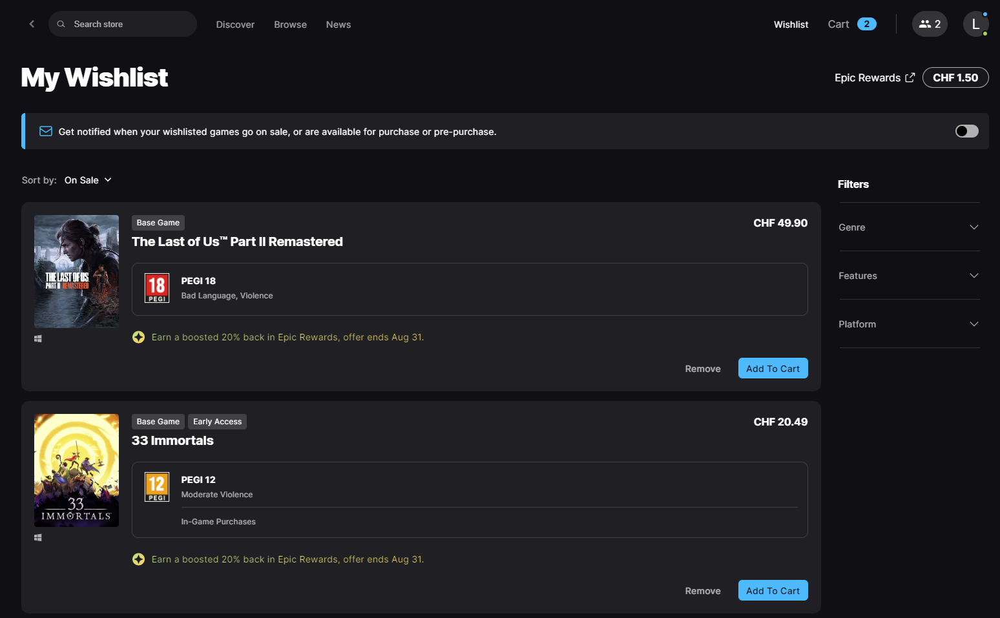 Search store
Discover
Browse
News
Wishlist
Cart 2
2
L
My Wishlist
Epic Rewards
CHF 1.50
Get notified when your wishlisted games go on sale, or are available for purchase or pre-purchase.
Sort by: On Sale
Filters
Genre
Features
Platform
THE LAST OF US
PART II REMASTERED
Base Game
CHF 49.90
The Last of Us™ Part II Remastered
18
PEGI
PEGI 18
Bad Language, Violence
Earn a boosted 20% back in Epic Rewards, offer ends Aug 31.
Remove
Add To Cart
33
IMMORTALS
Base Game
Early Access
CHF 20.49
33 Immortals
12
PEGI
PEGI 12
Moderate Violence
In-Game Purchases
Earn a boosted 20% back in Epic Rewards, offer ends Aug 31.
Remove
Add To Cart